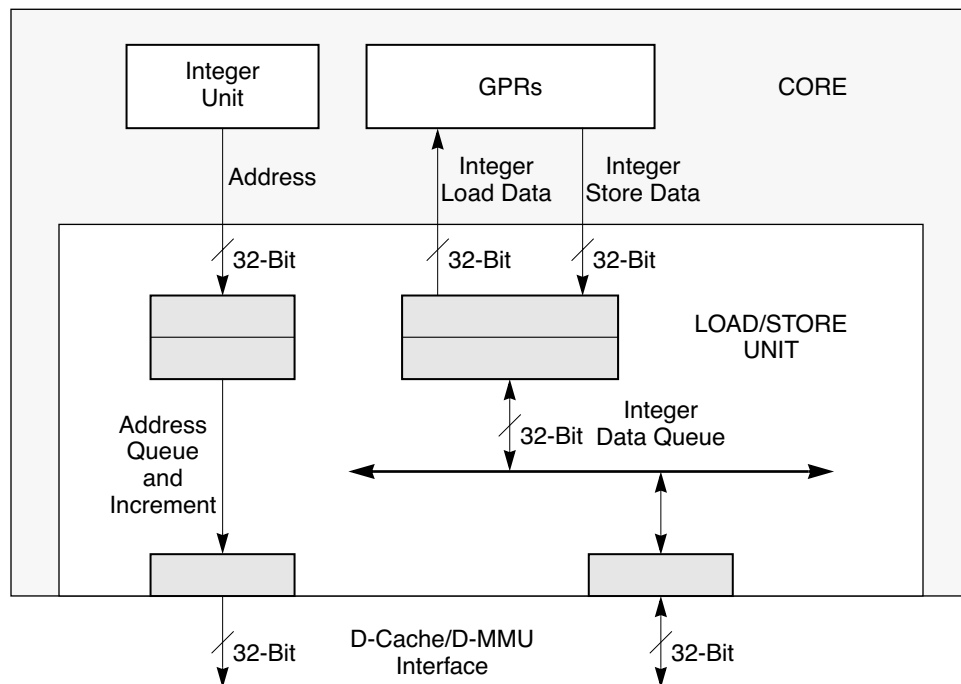 Integer
Unit
GPRs
CORE
Address
Integer
Load Data
Integer
Store Data
32-Bit
32-Bit
32-Bit
LOAD/STORE
UNIT
Address
Queue
and
Increment
32-Bit
Integer
Data Queue
32-Bit
D-Cache/D-MMU
Interface
32-Bit